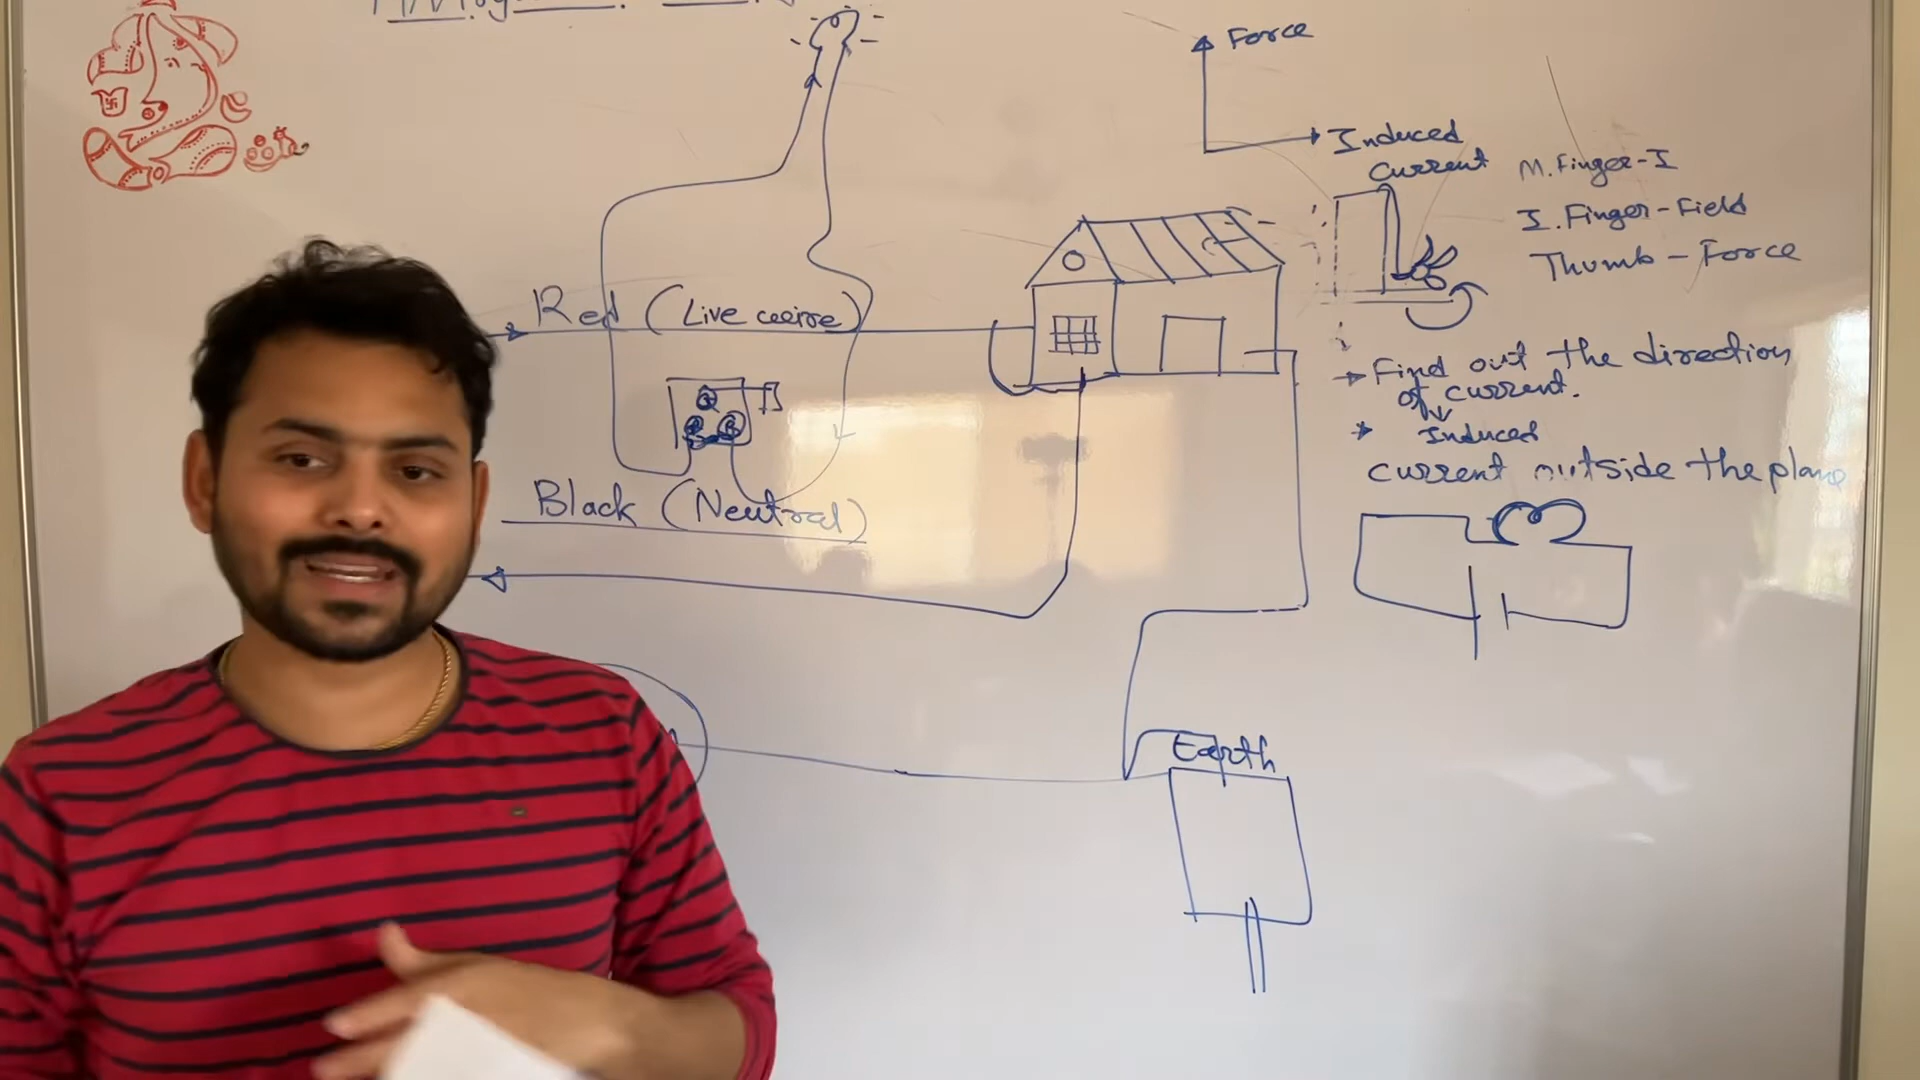 Force
Induced
current
M. Finger-I
I. Finger-Field
Thumb-Force
Red (Live weire)
Find out the direction
of current.
Induced
current outside the plane
Black (Neutral)
Earth